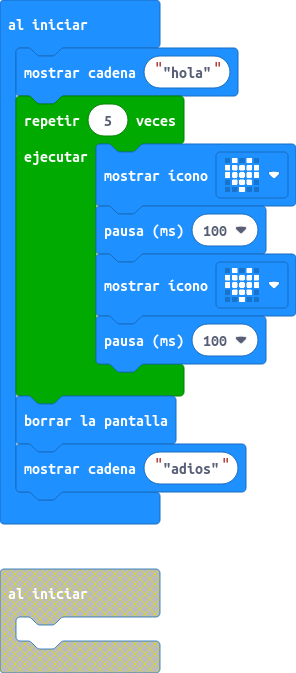 al iniciar
mostrar cadena ""hola"
repetir 5 veces
ejecutar
mostrar ícono
pausa (ms) 100
mostrar ícono
pausa (ms) 100
borrar la pantalla
mostrar cadena ""adios""
al iniciar